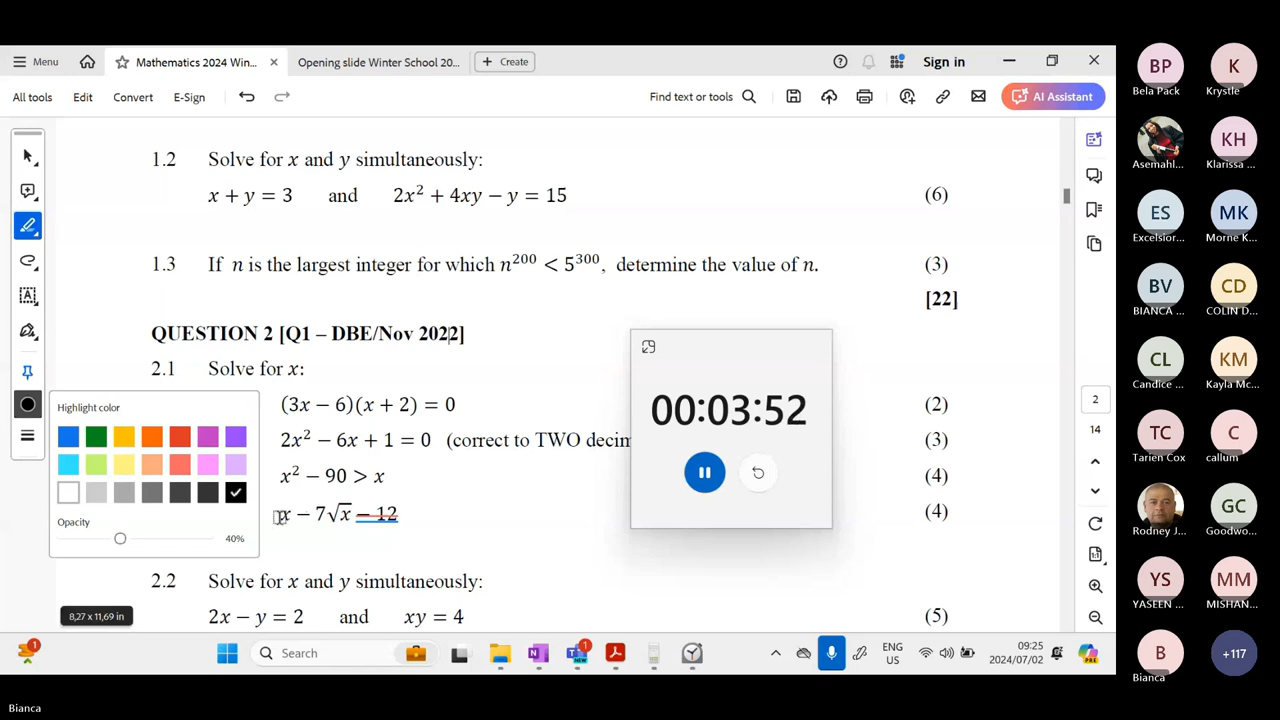 Menu
Mathematics 2024 Win...
Opening slide Winter School 20...
+ Create
Sign in
All tools
Edit
Convert
E-Sign
Find text or tools
AI Assistant
1.2 Solve for x and y simultaneously:
x + y = 3 and 2x² + 4xy − y = 15 (6)
1.3 If n is the largest integer for which n²⁰⁰ < 5³⁰⁰, determine the value of n. (3)
[22]
QUESTION 2 [Q1 – DBE/Nov 2022]
2.1 Solve for x:
(3x − 6)(x + 2) = 0 (2)
2x² − 6x + 1 = 0 (correct to TWO decim (3)
x² − 90 > x (4)
x − 7√x − 12 (4)
2.2 Solve for x and y simultaneously:
2x − y = 2 and xy = 4 (5)
Highlight color
Opacity
40%
00:03:52
8,27 x 11,69 in
2
14
1
Search
NEW
1
ENG
US
09:25
2024/07/02
PRE
BP
Bela Pack
K
Krystle
Asemahl...
KH
Klarissa ...
ES
Excelsior...
MK
Morne K...
BV
BIANCA ...
CD
COLIN D...
CL
Candice ...
KM
Kayla Mc...
TC
Tarien Cox
C
callum
Rodney J...
GC
Goodwo...
YS
YASEEN ...
MM
MISHAN...
B
Bianca
+117
Bianca